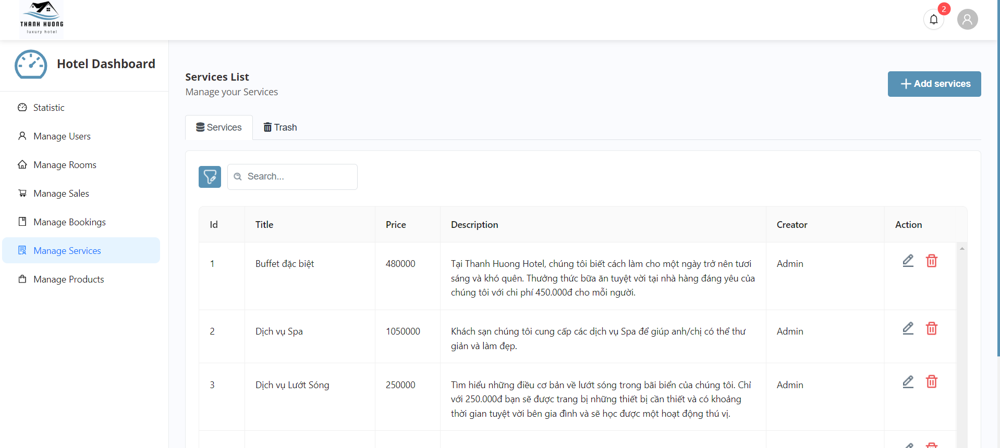 THANH HUONG
luxury hotel
2
Hotel Dashboard
Statistic
Manage Users
Manage Rooms
Manage Sales
Manage Bookings
Manage Services
Manage Products
Services List
Manage your Services
Add services
Services
Trash
Search...
Id Title Price Description Creator Action
1 Buffet đặc biệt 480000 Tại Thanh Huong Hotel, chúng tôi biết cách làm cho một ngày trở nên tươi Admin
sáng và khó quên. Thưởng thức bữa ăn tuyệt vời tại nhà hàng đáng yêu của
chúng tôi với chi phí 450.000đ cho mỗi người.
2 Dịch vụ Spa 1050000 Khách sạn chúng tôi cung cấp các dịch vụ Spa để giúp anh/chị có thể thư Admin
giản và làm đẹp.
3 Dịch vụ Lướt Sóng 250000 Tìm hiểu những điều cơ bản về lướt sóng trong bãi biển của chúng tôi. Chỉ Admin
với 250.000đ bạn sẽ được trang bị những thiết bị cần thiết và có khoảng
thời gian tuyệt vời bên gia đình và sẽ học được một hoạt động thú vị.